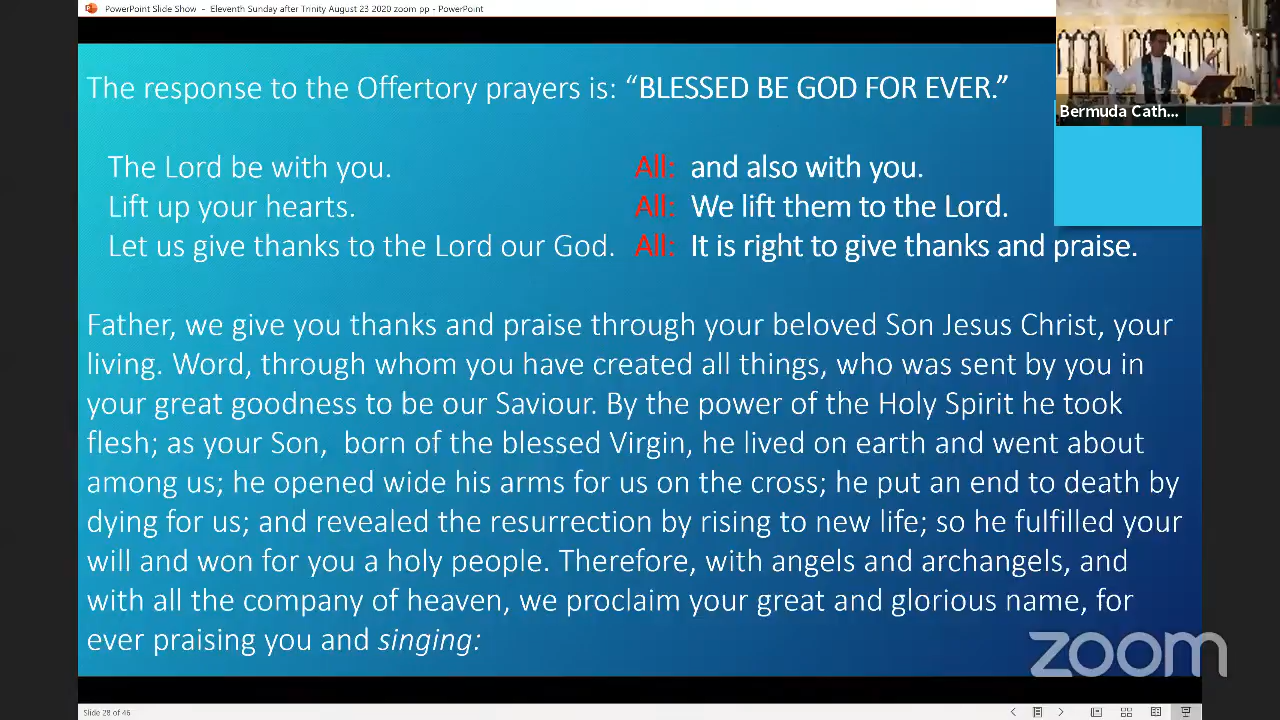 PowerPoint Slide Show - Eleventh Sunday after Trinity August 23 2020 zoom pp - PowerPoint
The response to the Offertory prayers is: “BLESSED BE GOD FOR EVER.”
Bermuda Cath...
The Lord be with you. All: and also with you.
Lift up your hearts. All: We lift them to the Lord.
Let us give thanks to the Lord our God. All: It is right to give thanks and praise.
Father, we give you thanks and praise through your beloved Son Jesus Christ, your
living. Word, through whom you have created all things, who was sent by you in
your great goodness to be our Saviour. By the power of the Holy Spirit he took
flesh; as your Son, born of the blessed Virgin, he lived on earth and went about
among us; he opened wide his arms for us on the cross; he put an end to death by
dying for us; and revealed the resurrection by rising to new life; so he fulfilled your
will and won for you a holy people. Therefore, with angels and archangels, and
with all the company of heaven, we proclaim your great and glorious name, for
ever praising you and singing:
zoom
Slide 28 of 46